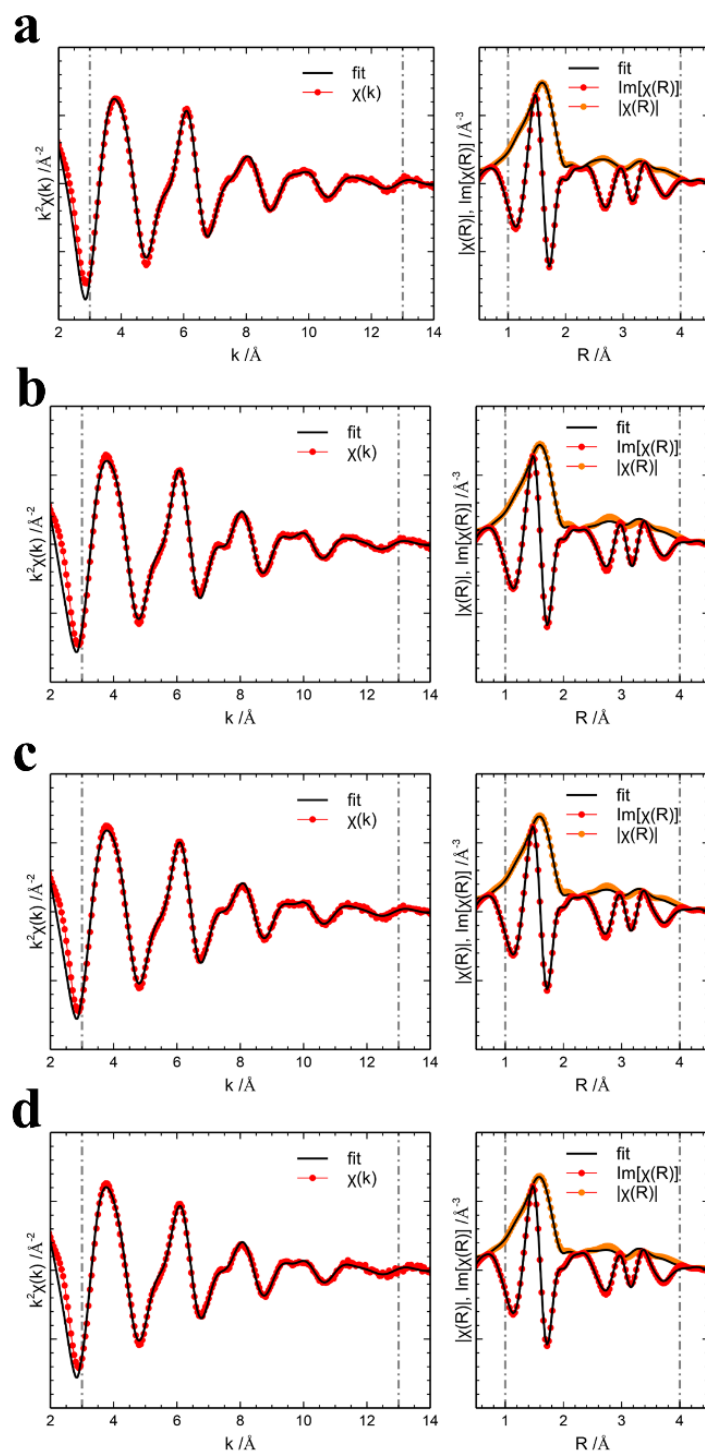 a
fit
χ(k)
k²χ(k) /Å⁻²
2 4 6 8 10 12 14
k /Å
fit
Im[χ(R)]
|χ(R)|
|χ(R)|, Im[χ(R)] /Å⁻³
1 2 3 4
R /Å
b
fit
χ(k)
k²χ(k) /Å⁻²
2 4 6 8 10 12 14
k /Å
fit
Im[χ(R)]
|χ(R)|
|χ(R)|, Im[χ(R)] /Å⁻³
1 2 3 4
R /Å
c
fit
χ(k)
k²χ(k) /Å⁻²
2 4 6 8 10 12 14
k /Å
fit
Im[χ(R)]
|χ(R)|
|χ(R)|, Im[χ(R)] /Å⁻³
1 2 3 4
R /Å
d
fit
χ(k)
k²χ(k) /Å⁻²
2 4 6 8 10 12 14
k /Å
fit
Im[χ(R)]
|χ(R)|
|χ(R)|, Im[χ(R)] /Å⁻³
1 2 3 4
R /Å